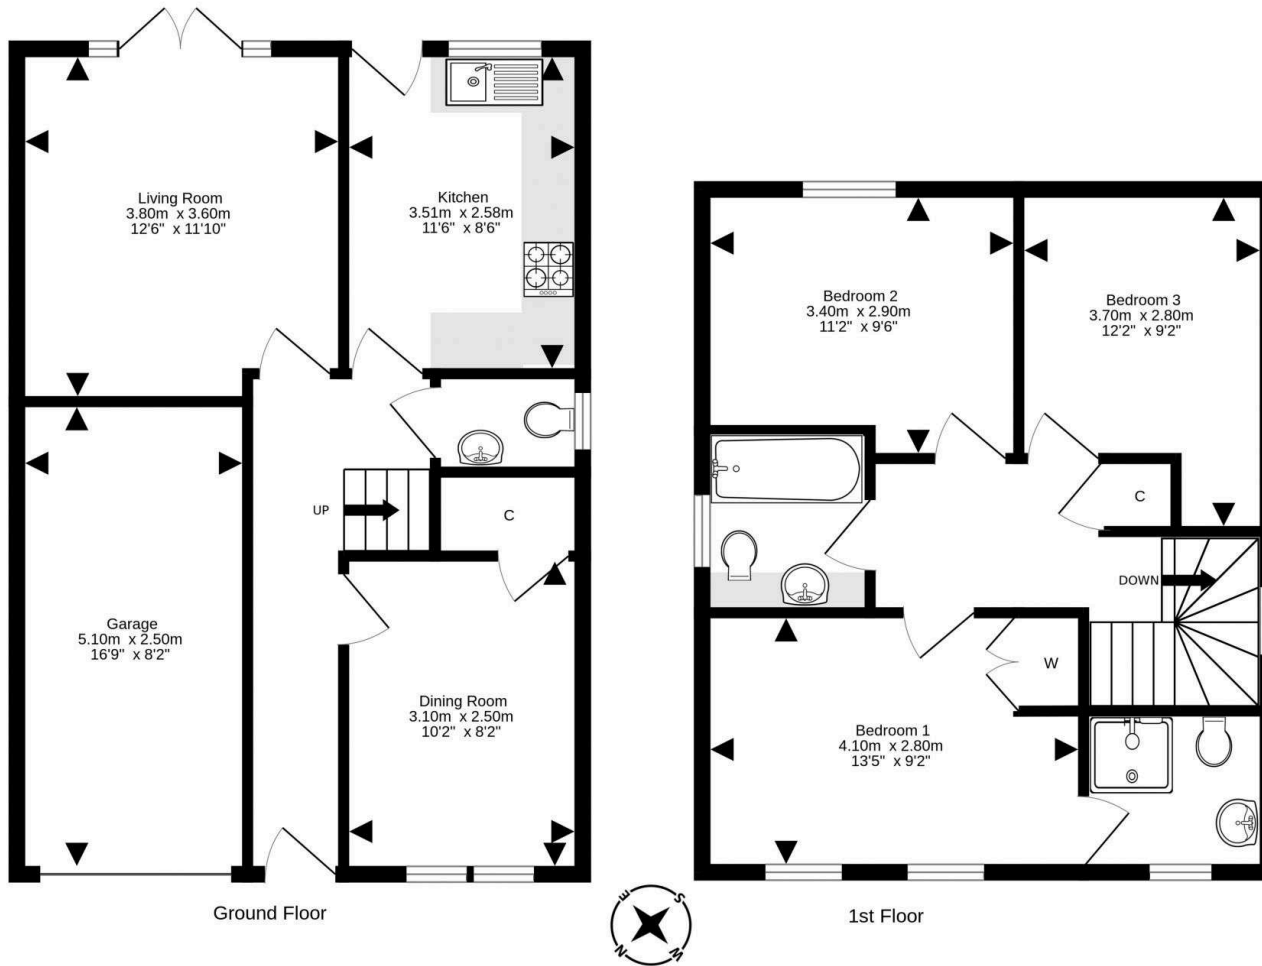 Living Room
3.80m x 3.60m
12'6" x 11'10"
Kitchen
3.51m x 2.58m
11'6" x 8'6"
UP
C
Garage
5.10m x 2.50m
16'9" x 8'2"
Dining Room
3.10m x 2.50m
10'2" x 8'2"
Ground Floor
Bedroom 2
3.40m x 2.90m
11'2" x 9'6"
Bedroom 3
3.70m x 2.80m
12'2" x 9'2"
C
DOWN
W
Bedroom 1
4.10m x 2.80m
13'5" x 9'2"
1st Floor
E
S
N
W